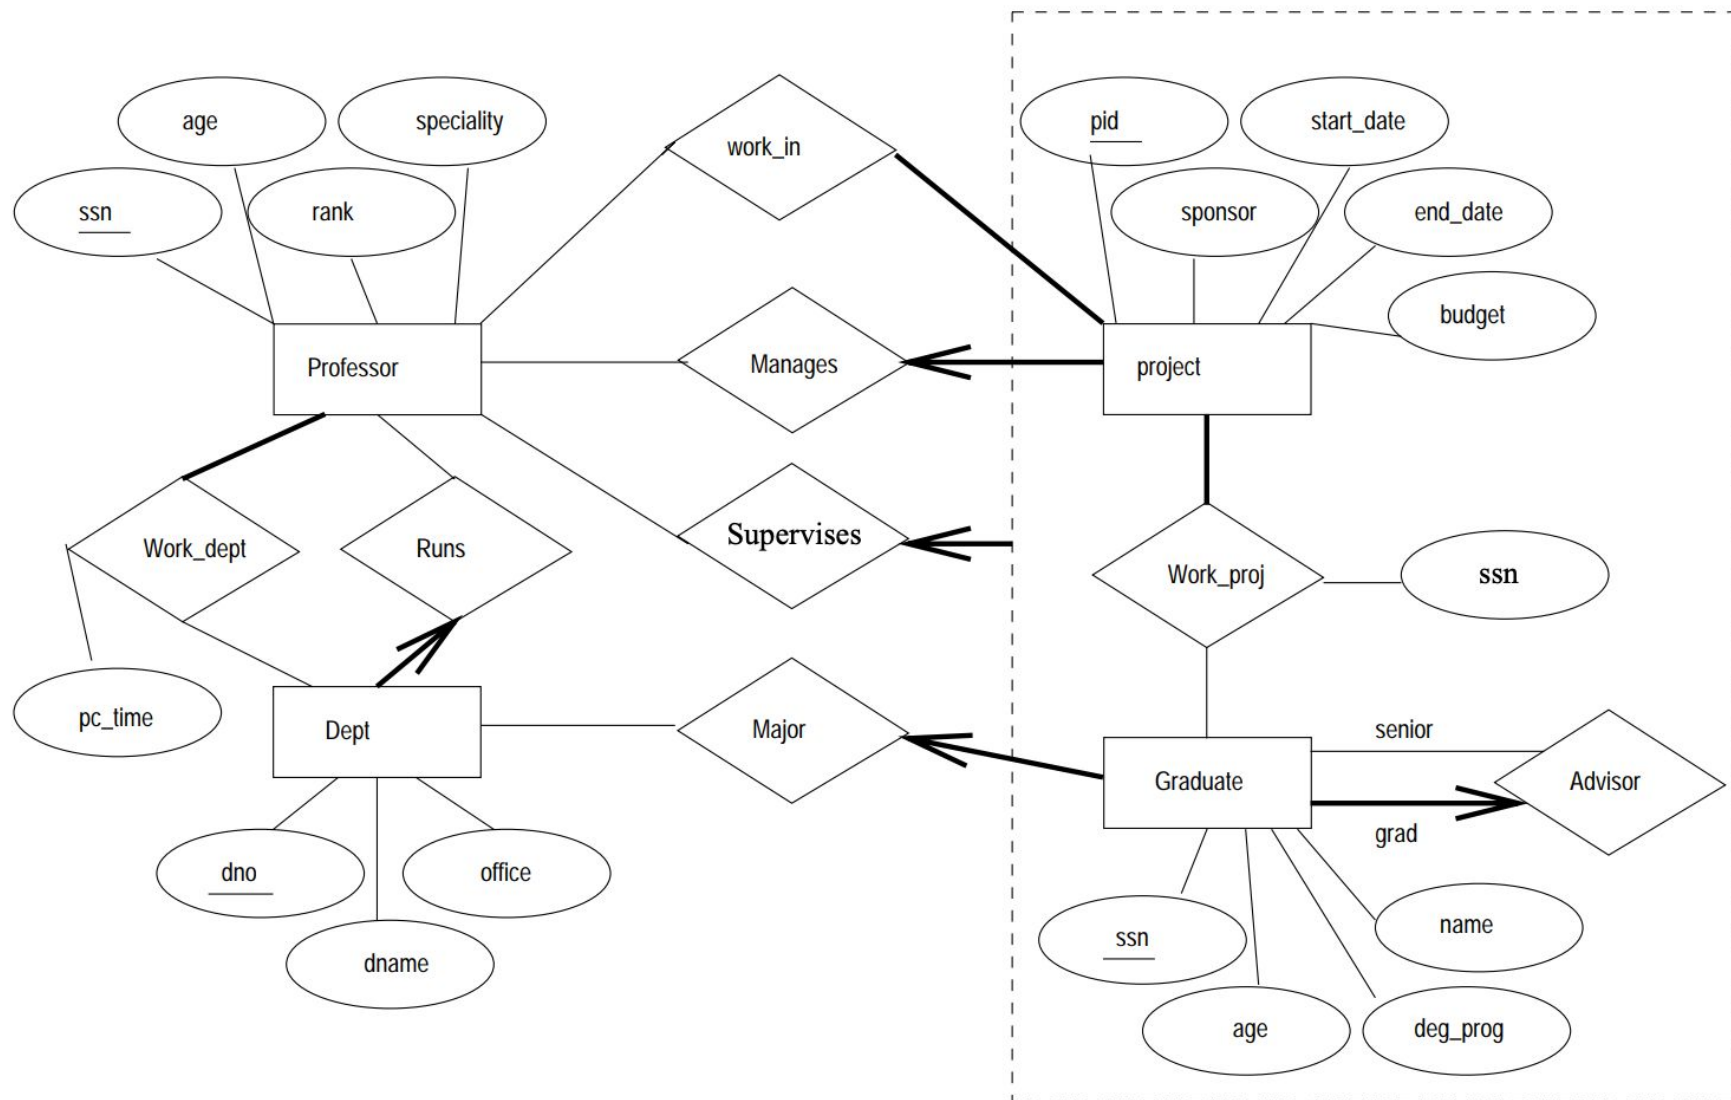 age
speciality
ssn
rank
work_in
pid
start_date
sponsor
end_date
budget
Professor
Manages
project
Work_dept
Runs
Supervises
Work_proj
ssn
pc_time
Dept
Major
senior
Graduate
Advisor
grad
dno
office
dname
ssn
name
age
deg_prog